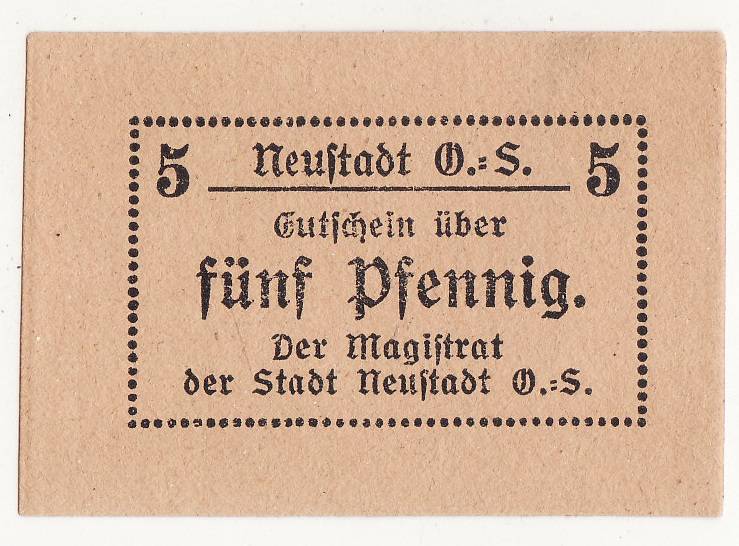 5 Neustadt O.=S. 5
Gutschein über
fünf Pfennig.
Der Magistrat
der Stadt Neustadt O.=S.